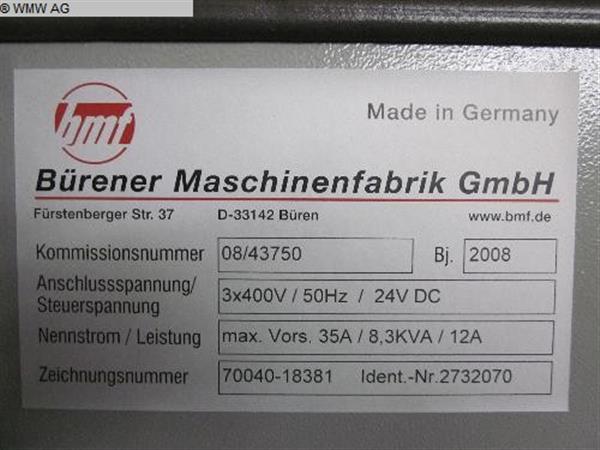 ® WMW AG
bmf
Made in Germany
Bürener Maschinenfabrik GmbH
Fürstenberger Str. 37 D-33142 Büren www.bmf.de
Kommissionsnummer 08/43750 Bj. 2008
Anschlussspannung/
Steuerspannung 3x400V / 50Hz / 24V DC
Nennstrom / Leistung max. Vors. 35A / 8,3KVA / 12A
Zeichnungsnummer 70040-18381 Ident.-Nr.2732070